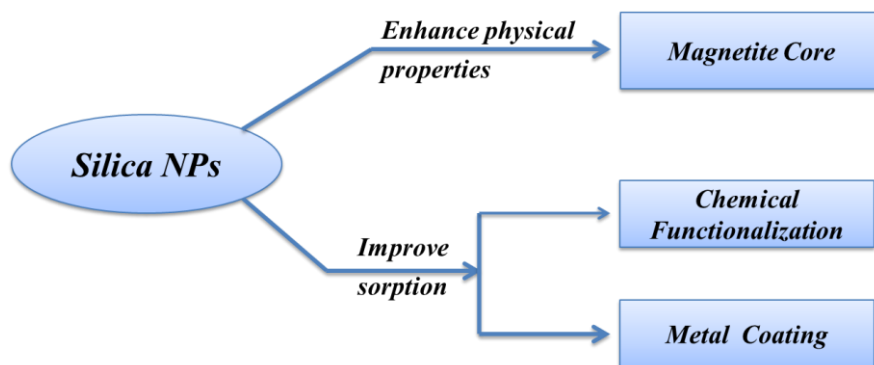 Enhance physical
properties
Magnetite Core
Silica NPs
Chemical
Functionalization
Improve
sorption
Metal Coating